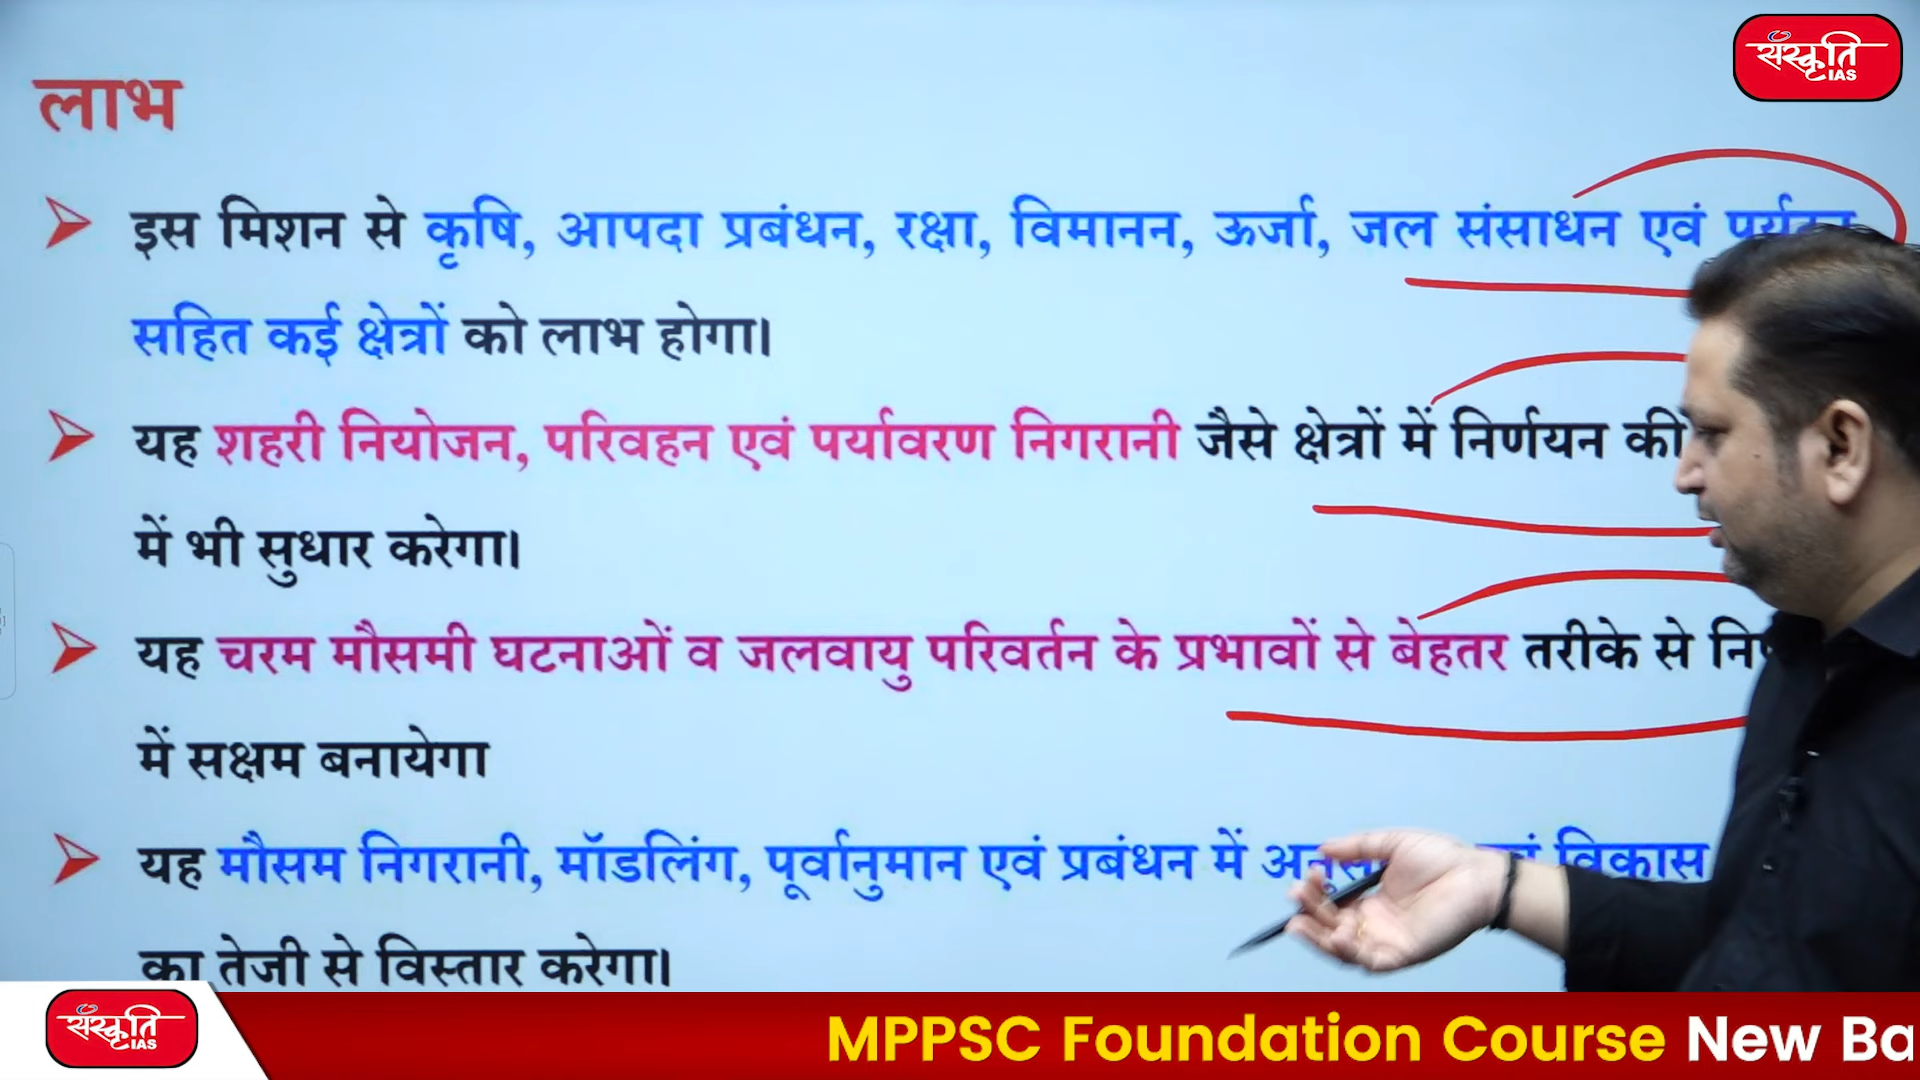 संस्कृति
IAS
लाभ
इस मिशन से कृषि, आपदा प्रबंधन, रक्षा, विमानन, ऊर्जा, जल संसाधन एवं
सहित कई क्षेत्रों को लाभ होगा।
यह शहरी नियोजन, परिवहन एवं पर्यावरण निगरानी जैसे क्षेत्रों में निर्णयन की
में भी सुधार करेगा।
यह चरम मौसमी घटनाओं व जलवायु परिवर्तन के प्रभावों से बेहतर तरीके से
में सक्षम बनायेगा
यह मौसम निगरानी, मॉडलिंग, पूर्वानुमान एवं प्रबंधन में विकास
का तेजी से विस्तार करेगा।
संस्कृति
IAS
MPPSC Foundation Course New Ba